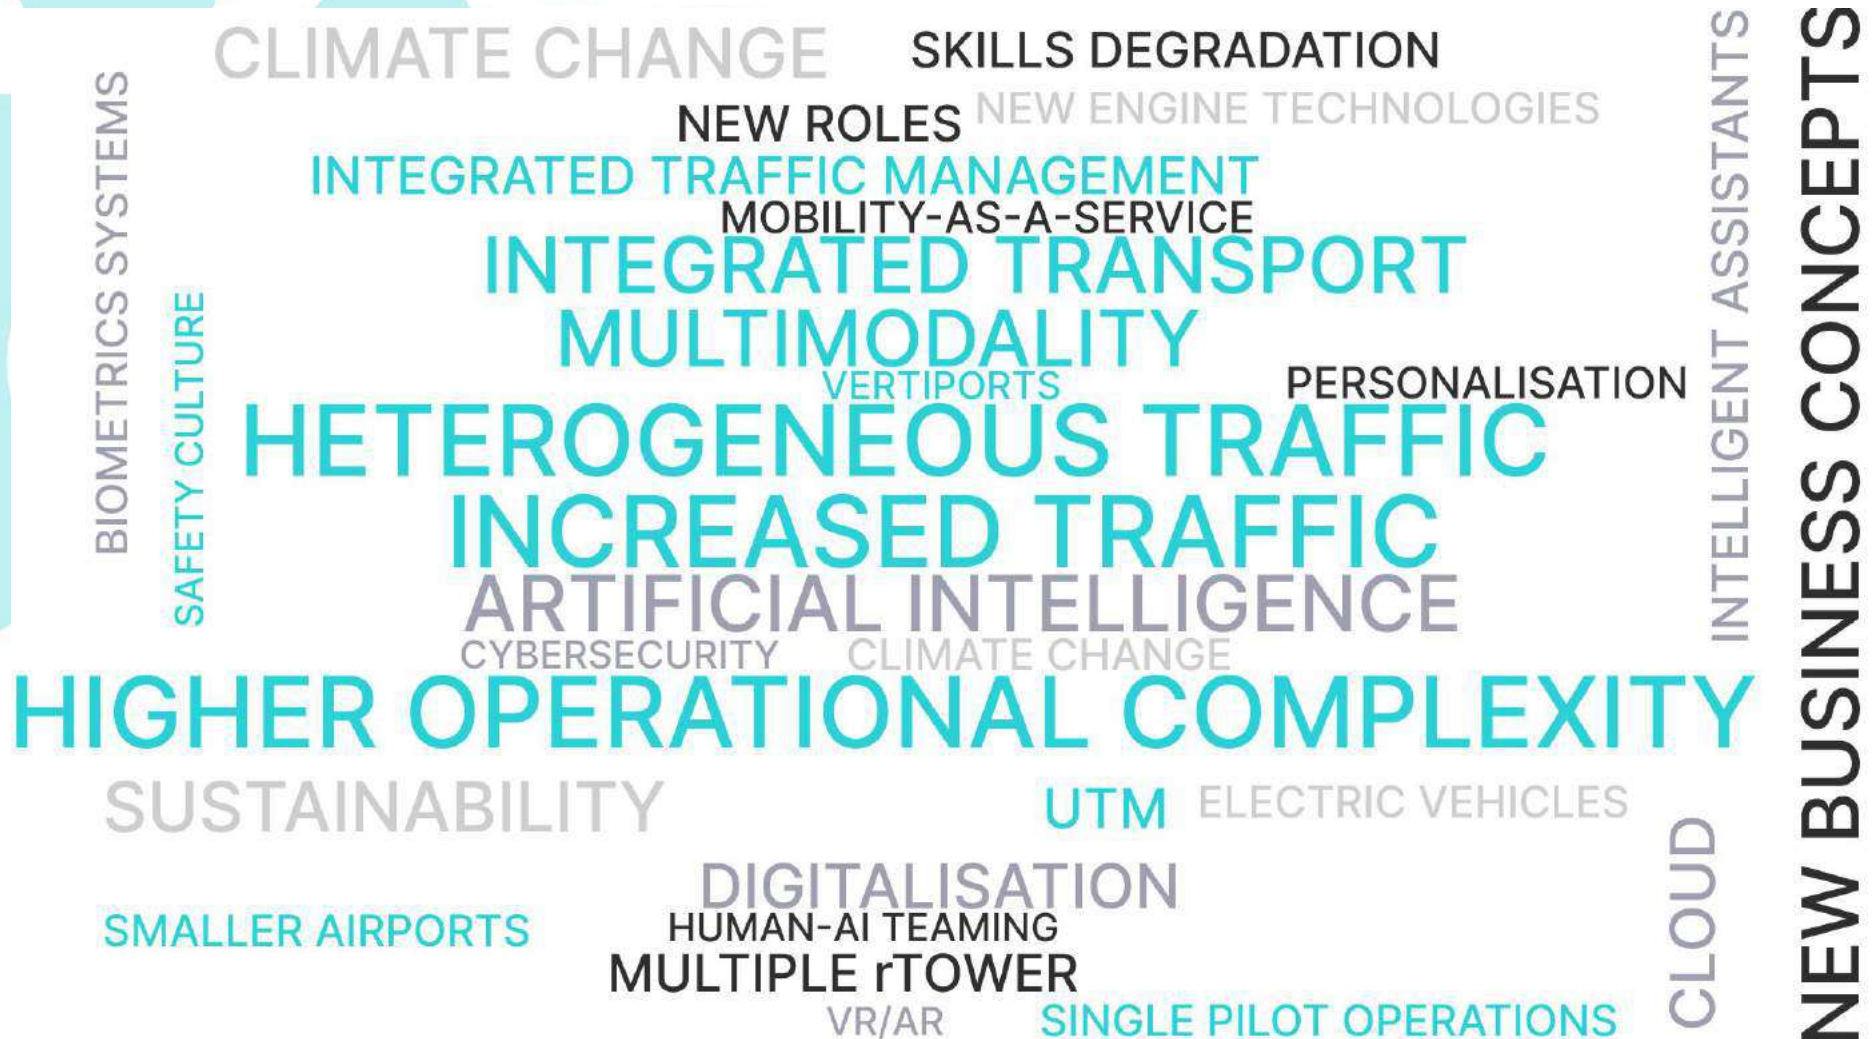 CLIMATE CHANGE
SKILLS DEGRADATION
NEW ROLES
NEW ENGINE TECHNOLOGIES
INTEGRATED TRAFFIC MANAGEMENT
MOBILITY-AS-A-SERVICE
INTEGRATED TRANSPORT
MULTIMODALITY
VERTIPORTS
PERSONALISATION
HETEROGENEOUS TRAFFIC
INCREASED TRAFFIC
ARTIFICIAL INTELLIGENCE
CYBERSECURITY
CLIMATE CHANGE
HIGHER OPERATIONAL COMPLEXITY
SUSTAINABILITY
UTM
ELECTRIC VEHICLES
DIGITALISATION
SMALLER AIRPORTS
HUMAN-AI TEAMING
MULTIPLE rTOWER
VR/AR
SINGLE PILOT OPERATIONS
BIOMETRICS SYSTEMS
SAFETY CULTURE
INTELLIGENT ASSISTANTS
CLOUD
NEW BUSINESS CONCEPTS